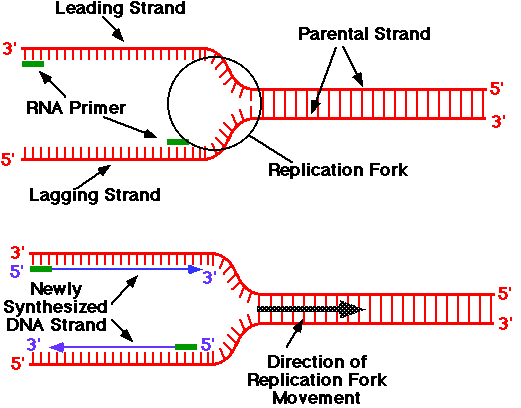 Leading Strand
Parental Strand
3'
5'
RNA Primer
3'
5'
Replication Fork
Lagging Strand
3'
5'
3'
Newly
Synthesized
DNA Strand
5'
3'
3'
5'
5'
Direction of
Replication Fork
Movement